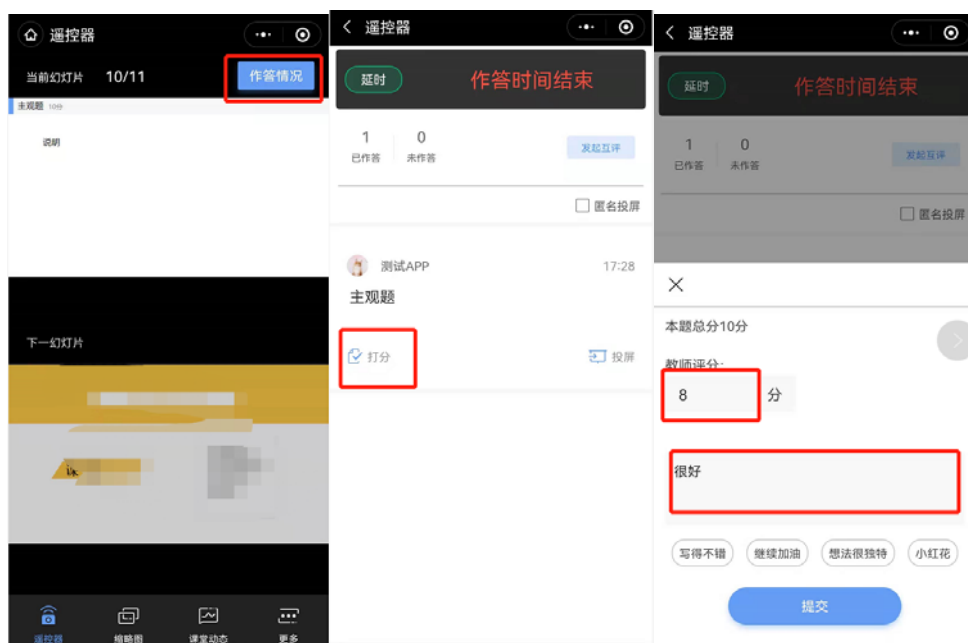 遥控器
当前幻灯片 10/11 作答情况
主观题 10分
说明
下一幻灯片
遥控器 缩略图 课堂动态 更多
遥控器
延时 作答时间结束
1 0
已作答 未作答 发起互评
匿名投屏
测试APP 17:28
主观题
打分 投屏
遥控器
延时 作答时间结束
1 0
已作答 未作答 发起互评
匿名投屏
本题总分10分
教师评分:
8 分
很好
写得不错 继续加油 想法很独特 小红花
提交